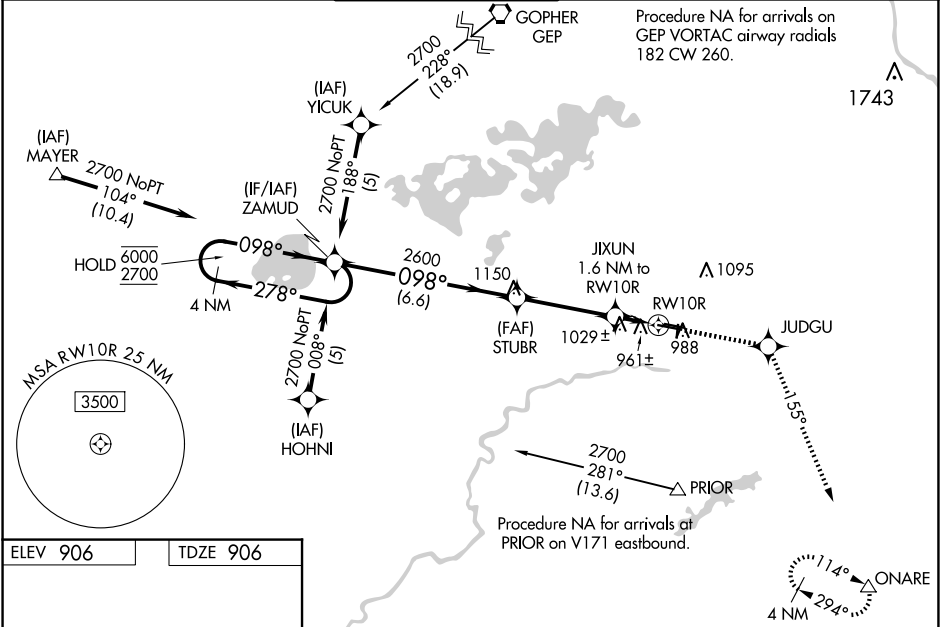 GOPHER
GEP
Procedure NA for arrivals on
GEP VORTAC airway radials
182 CW 260.
1743
2700
228°
(18.9)
(IAF)
YICUK
(IAF)
MAYER
2700 NoPT
104°
(10.4)
2700 NoPT
188°
(5)
(IF/IAF)
ZAMUD
HOLD 6000
2700
098°
278°
4 NM
2600
098°
(6.6)
1150
(FAF)
STUBR
JIXUN
1.6 NM to
RW10R
1095
RW10R
1029±
961±
988
JUDGU
155°
2700 NoPT
008°
(5)
(IAF)
HOHNI
MSA RW10R 25 NM
3500
2700
281°
(13.6)
PRIOR
Procedure NA for arrivals at
PRIOR on V171 eastbound.
ELEV 906
TDZE 906
114°
ONARE
294°
4 NM